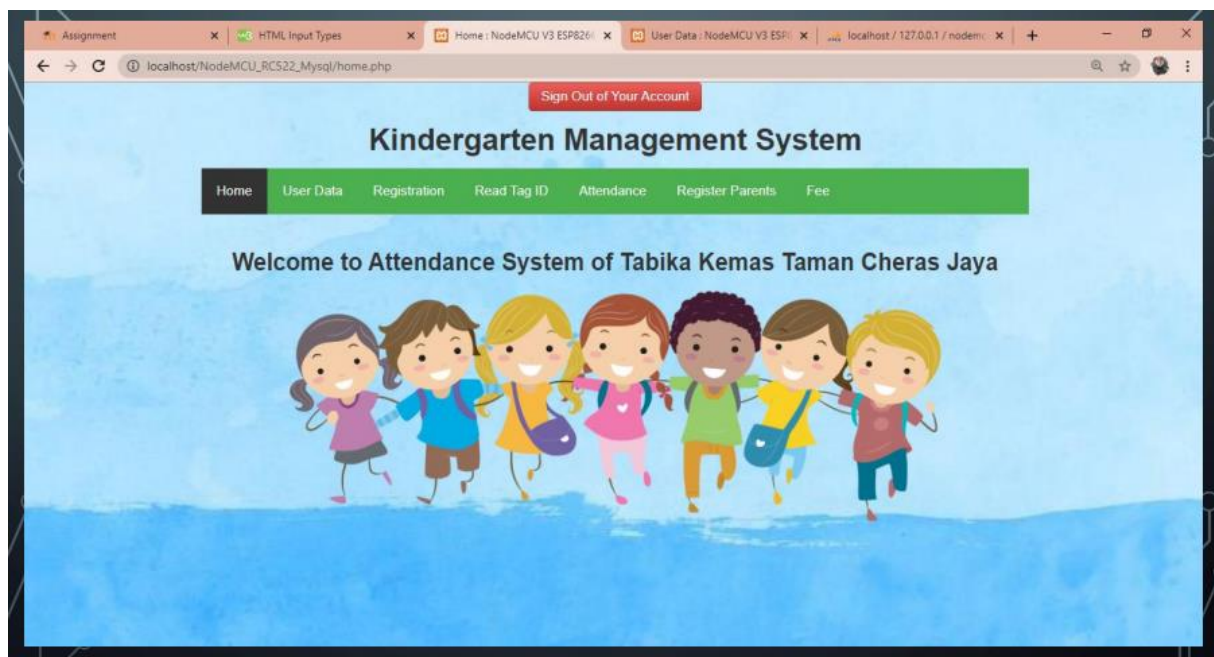 Assignment
HTML Input Types
Home : NodeMCU V3 ESP826
User Data : NodeMCU V3 ESP
localhost / 127.0.0.1 / nodem
localhost/NodeMCU_RC522_Mysql/home.php
Sign Out of Your Account
Kindergarten Management System
Home User Data Registration Read Tag ID Attendance Register Parents Fee
Welcome to Attendance System of Tabika Kemas Taman Cheras Jaya